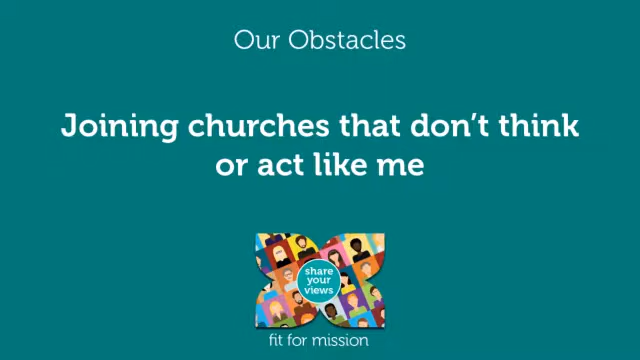 Our Obstacles
Joining churches that don’t think
or act like me
share
your
views
fit for mission